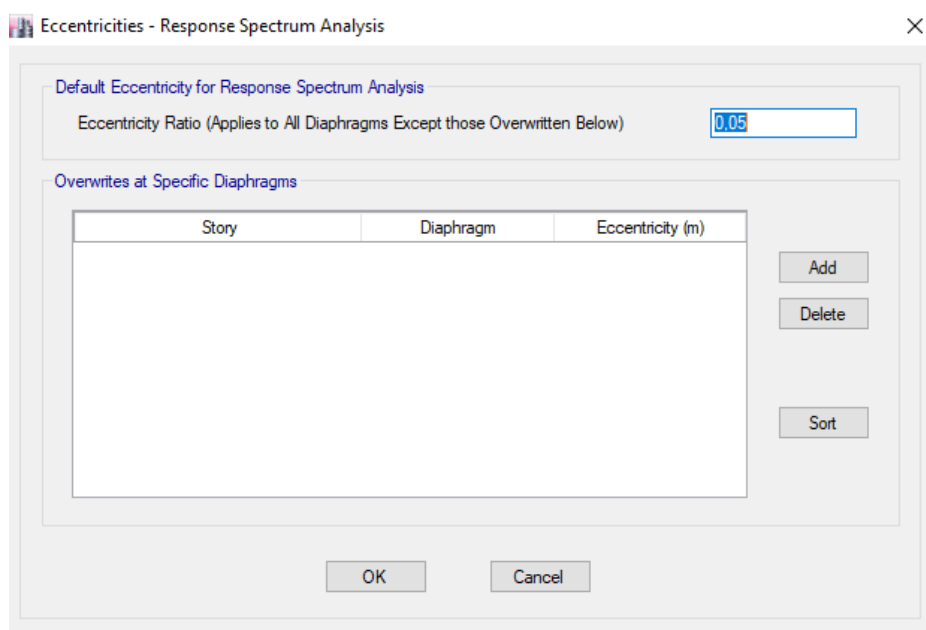 Eccentricities - Response Spectrum Analysis
Default Eccentricity for Response Spectrum Analysis
Eccentricity Ratio (Applies to All Diaphragms Except those Overwritten Below) 0,05
Overwrites at Specific Diaphragms
Story Diaphragm Eccentricity (m)
Add
Delete
Sort
OK Cancel